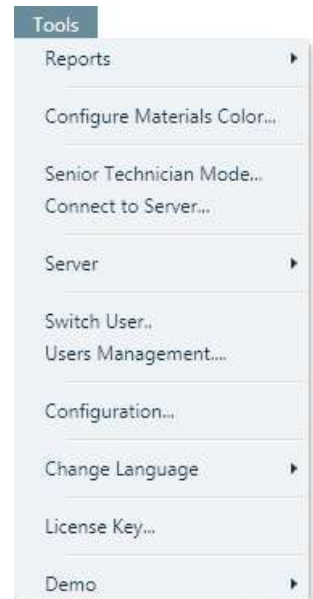 Tools
Reports
Configure Materials Color...
Senior Technician Mode...
Connect to Server...
Server
Switch User..
Users Management....
Configuration...
Change Language
License Key...
Demo